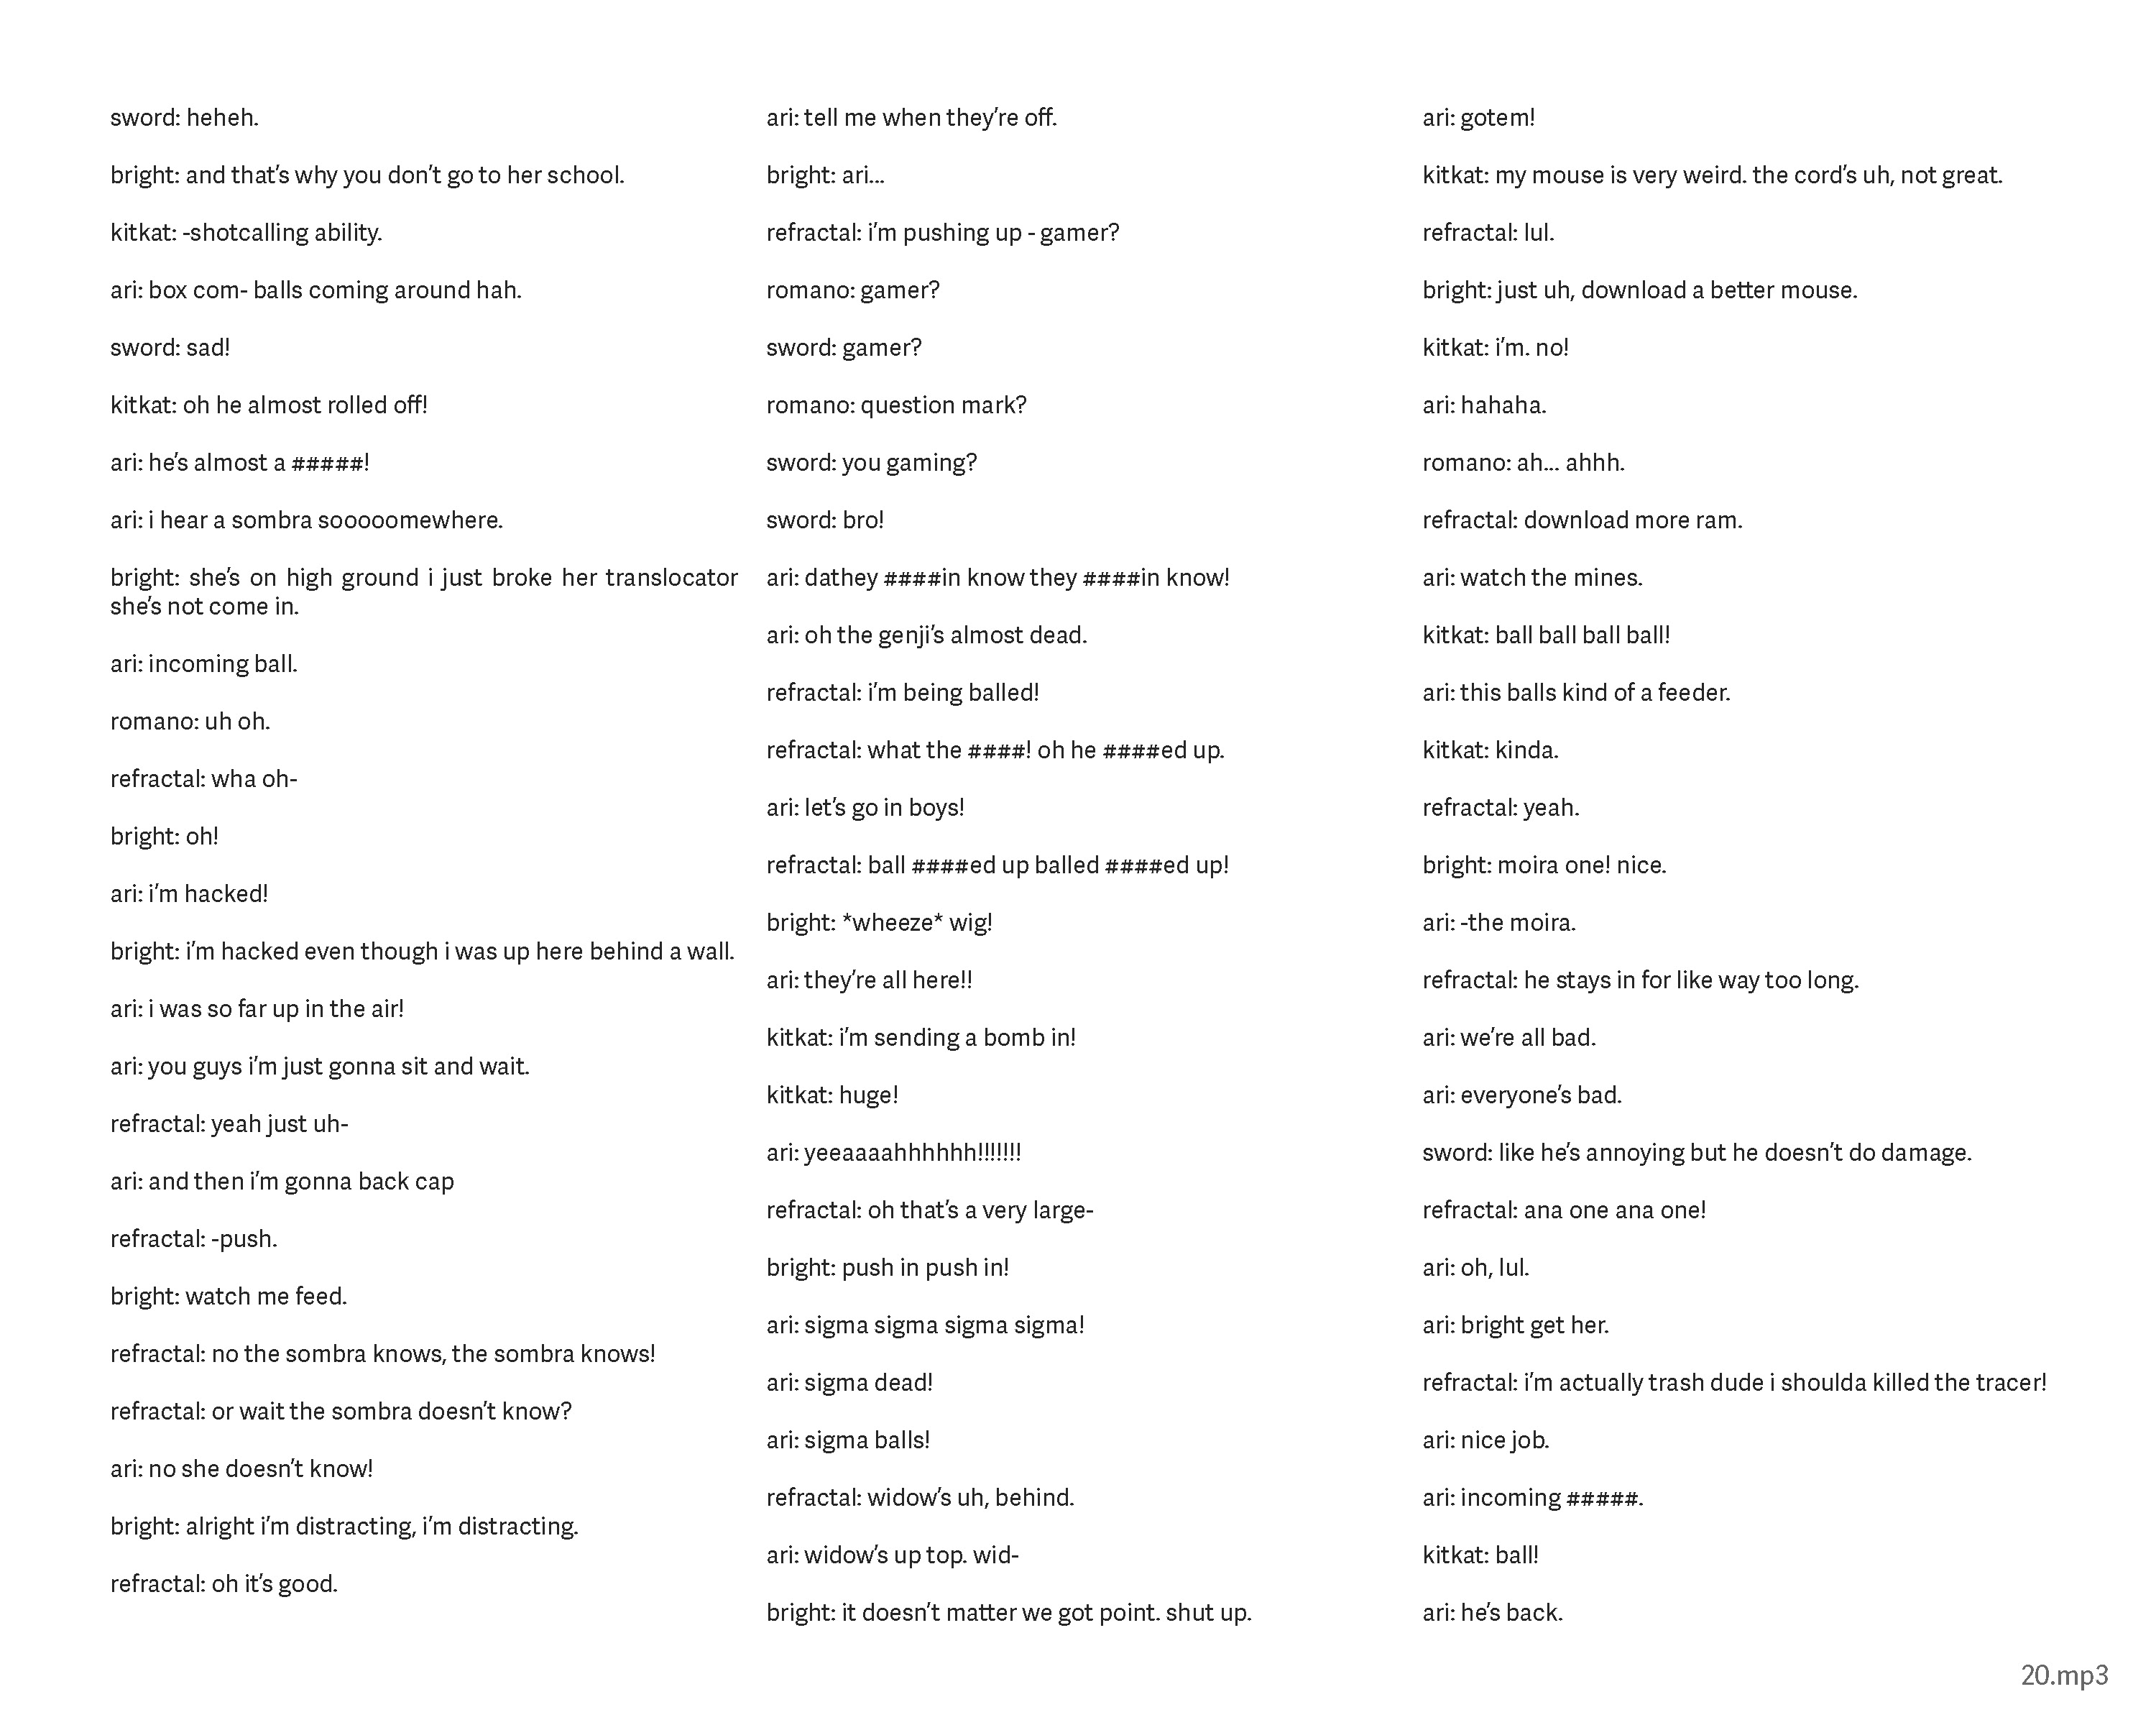 sword: heheh.
bright: and that's why you don't go to her school.
kitkat: -shotcalling ability.
ari: box com- balls coming around hah.
sword: sad!
kitkat: oh he almost rolled off!
ari: he's almost a #####!
ari: i hear a sombra sooooomewhere.
bright: she's on high ground i just broke her translocator
she's not come in.
ari: incoming ball.
romano: uh oh.
refractal: wha oh-
bright: oh!
ari: i'm hacked!
bright: i'm hacked even though i was up here behind a wall.
ari: i was so far up in the air!
ari: you guys i'm just gonna sit and wait.
refractal: yeah just uh-
ari: and then i'm gonna back cap
refractal: -push.
bright: watch me feed.
refractal: no the sombra knows, the sombra knows!
refractal: or wait the sombra doesn't know?
ari: no she doesn't know!
bright: alright i'm distracting, i'm distracting.
refractal: oh it's good.
ari: tell me when they're off.
bright: ari...
refractal: i'm pushing up - gamer?
romano: gamer?
sword: gamer?
romano: question mark?
sword: you gaming?
sword: bro!
ari: dathey ####in know they ####in know!
ari: oh the genji's almost dead.
refractal: i'm being balled!
refractal: what the ####! oh he ####ed up.
ari: let's go in boys!
refractal: ball ####ed up balled ####ed up!
bright: *wheeze* wig!
ari: they're all here!!
kitkat: i'm sending a bomb in!
kitkat: huge!
ari: yeeaaaahhhhhh!!!!!!!
refractal: oh that's a very large-
bright: push in push in!
ari: sigma sigma sigma sigma!
ari: sigma dead!
ari: sigma balls!
refractal: widow's uh, behind.
ari: widow's up top. wid-
bright: it doesn't matter we got point. shut up.
ari: gotem!
kitkat: my mouse is very weird. the cord's uh, not great.
refractal: lul.
bright: just uh, download a better mouse.
kitkat: i'm. no!
ari: hahaha.
romano: ah... ahhh.
refractal: download more ram.
ari: watch the mines.
kitkat: ball ball ball ball!
ari: this balls kind of a feeder.
kitkat: kinda.
refractal: yeah.
bright: moira one! nice.
ari: -the moira.
refractal: he stays in for like way too long.
ari: we're all bad.
ari: everyone's bad.
sword: like he's annoying but he doesn't do damage.
refractal: ana one ana one!
ari: oh, lul.
ari: bright get her.
refractal: i'm actually trash dude i shoulda killed the tracer!
ari: nice job.
ari: incoming #####.
kitkat: ball!
ari: he's back.
20.mp3